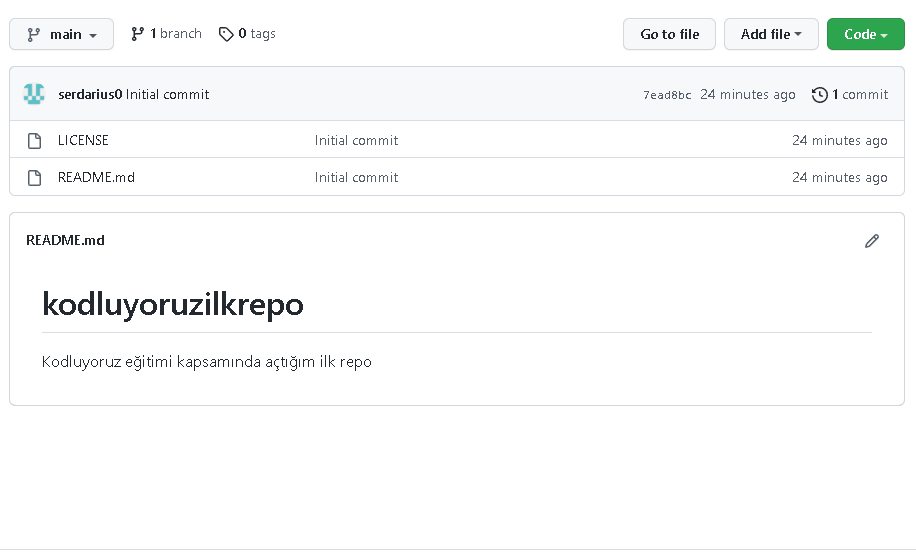 main 1 branch 0 tags Go to file Add file Code
serdarius0 Initial commit 7ead8bc 24 minutes ago 1 commit
LICENSE Initial commit 24 minutes ago
README.md Initial commit 24 minutes ago
README.md
kodluyoruzilkrepo
Kodluyoruz eğitimi kapsamında açtığım ilk repo